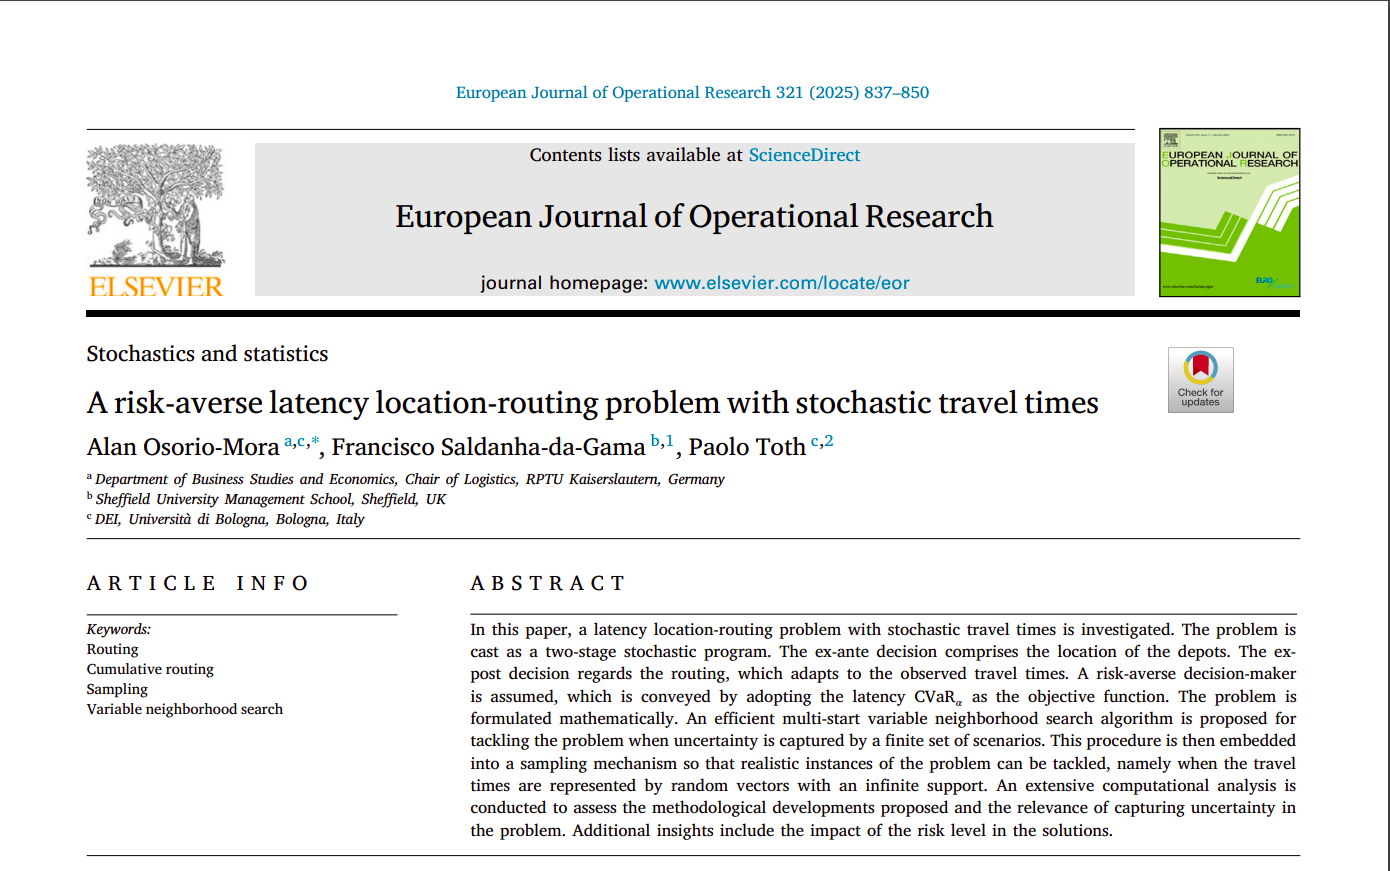 European Journal of Operational Research 321 (2025) 837–850
Contents lists available at ScienceDirect
European Journal of Operational Research
journal homepage: www.elsevier.com/locate/eor
ELSEVIER
EUROPEAN JOURNAL OF
OPERATIONAL RESEARCH
ScienceDirect
EURO
Stochastics and statistics
Check for
updates
A risk-averse latency location-routing problem with stochastic travel times
Alan Osorio-Mora a,c,*, Francisco Saldanha-da-Gama b,1, Paolo Toth c,2
a Department of Business Studies and Economics, Chair of Logistics, RPTU Kaiserslautern, Germany
b Sheffield University Management School, Sheffield, UK
c DEI, Università di Bologna, Bologna, Italy
ARTICLE INFO
Keywords:
Routing
Cumulative routing
Sampling
Variable neighborhood search
ABSTRACT
In this paper, a latency location-routing problem with stochastic travel times is investigated. The problem is
cast as a two-stage stochastic program. The ex-ante decision comprises the location of the depots. The ex-
post decision regards the routing, which adapts to the observed travel times. A risk-averse decision-maker
is assumed, which is conveyed by adopting the latency CVaRα as the objective function. The problem is
formulated mathematically. An efficient multi-start variable neighborhood search algorithm is proposed for
tackling the problem when uncertainty is captured by a finite set of scenarios. This procedure is then embedded
into a sampling mechanism so that realistic instances of the problem can be tackled, namely when the travel
times are represented by random vectors with an infinite support. An extensive computational analysis is
conducted to assess the methodological developments proposed and the relevance of capturing uncertainty in
the problem. Additional insights include the impact of the risk level in the solutions.